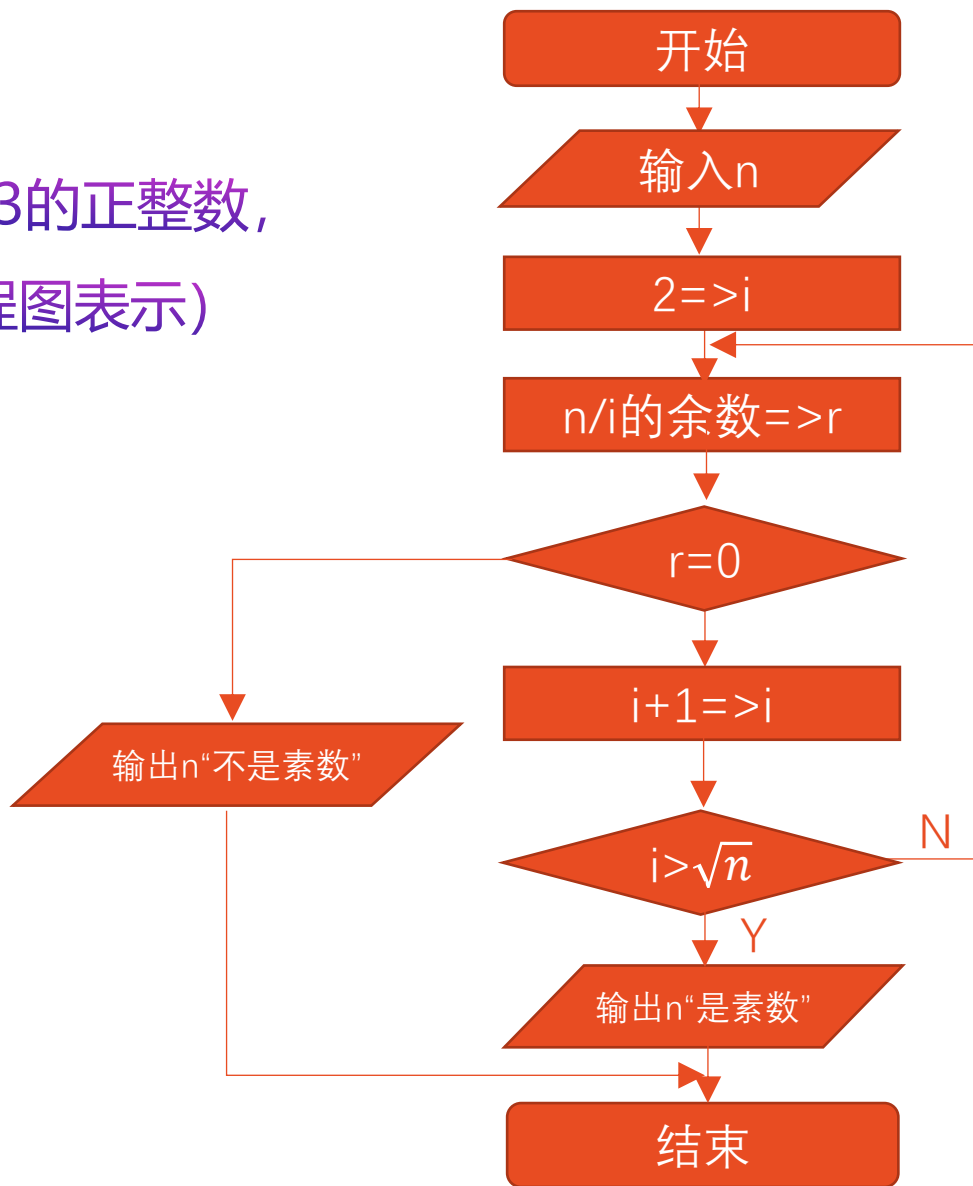 开始
输入n
3的正整数，
程图表示)
2=>i
n/i的余数=>r
r=0
i+1=>i
输出n“不是素数”
N
i>√n
Y
输出n“是素数”
结束